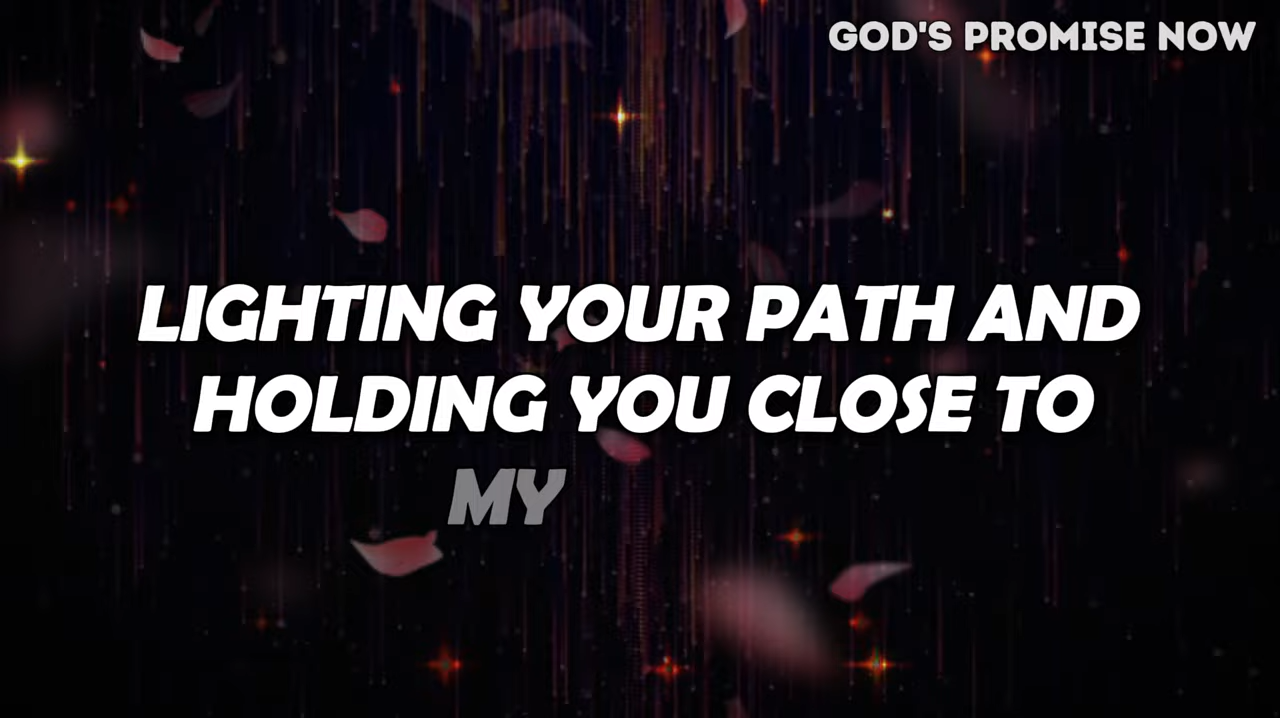 GOD'S PROMISE NOW
LIGHTING YOUR PATH AND
HOLDING YOU CLOSE TO
MY